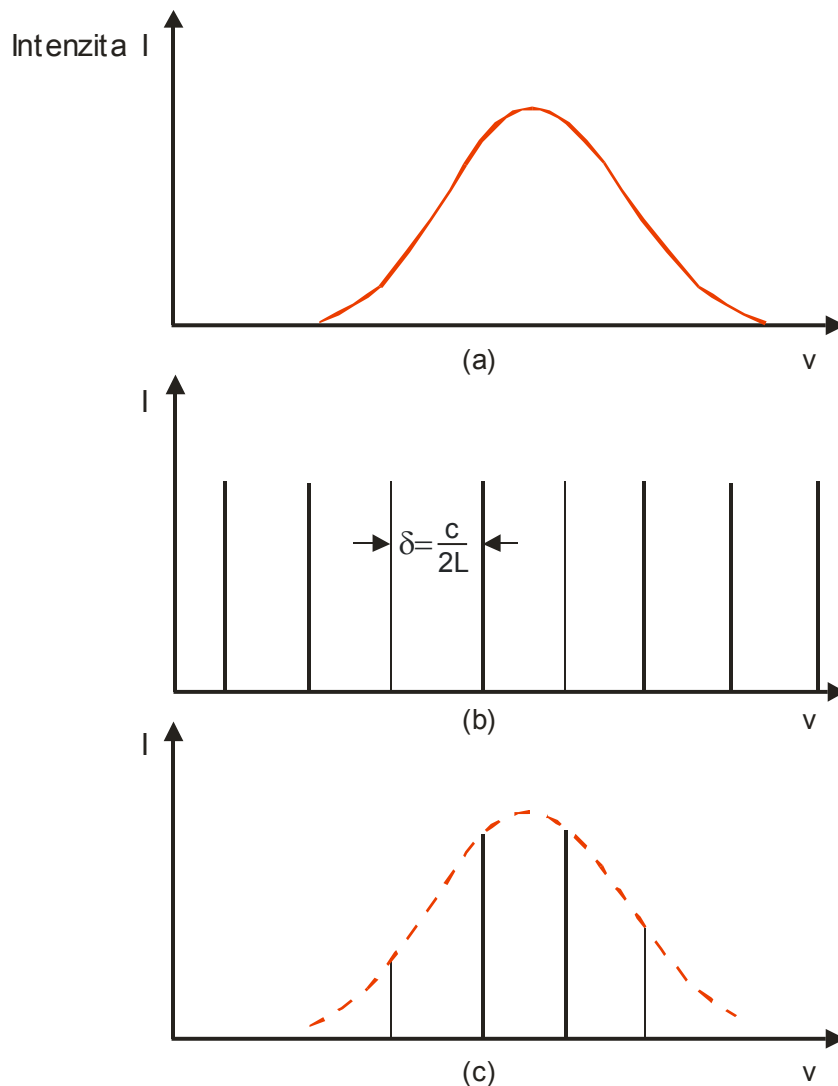 Intenzita I
(a)
v
I
δ=c/2L
(b)
v
I
(c)
v